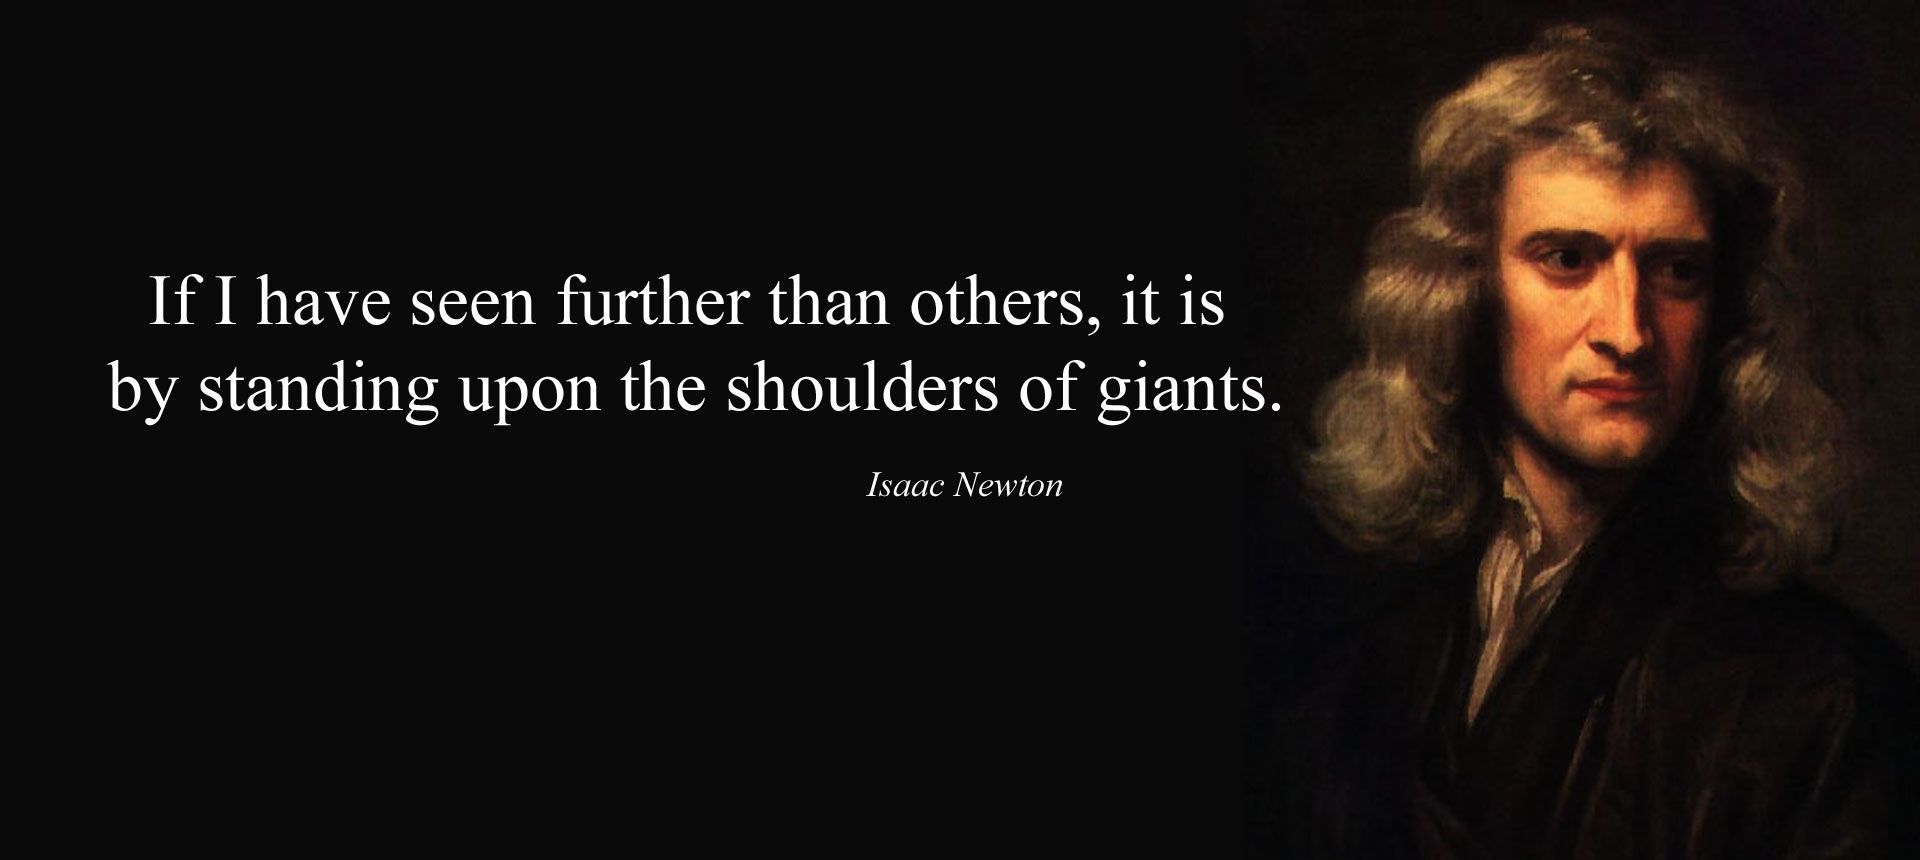 If I have seen further than others, it is
by standing upon the shoulders of giants.
Isaac Newton